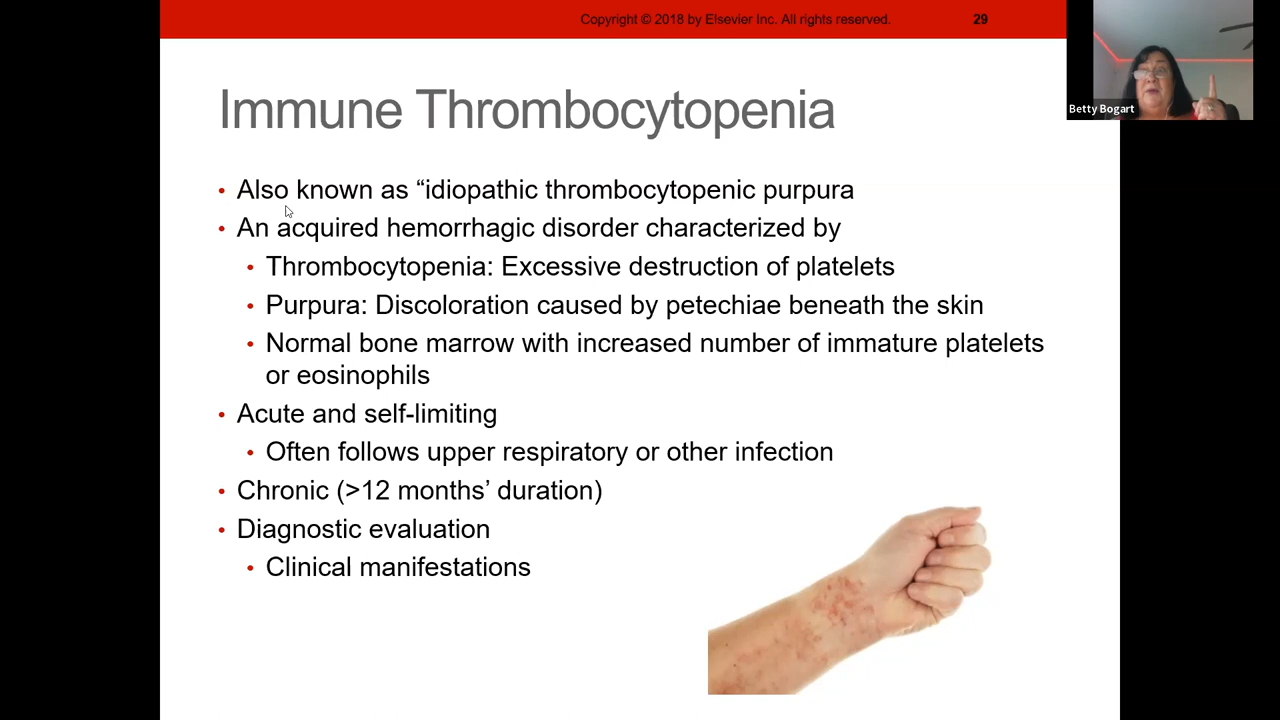 Copyright © 2018 by Elsevier Inc. All rights reserved.
29
Betty Bogart
Immune Thrombocytopenia
• Also known as “idiopathic thrombocytopenic purpura
• An acquired hemorrhagic disorder characterized by
• Thrombocytopenia: Excessive destruction of platelets
• Purpura: Discoloration caused by petechiae beneath the skin
• Normal bone marrow with increased number of immature platelets
or eosinophils
• Acute and self-limiting
• Often follows upper respiratory or other infection
• Chronic (>12 months’ duration)
• Diagnostic evaluation
• Clinical manifestations